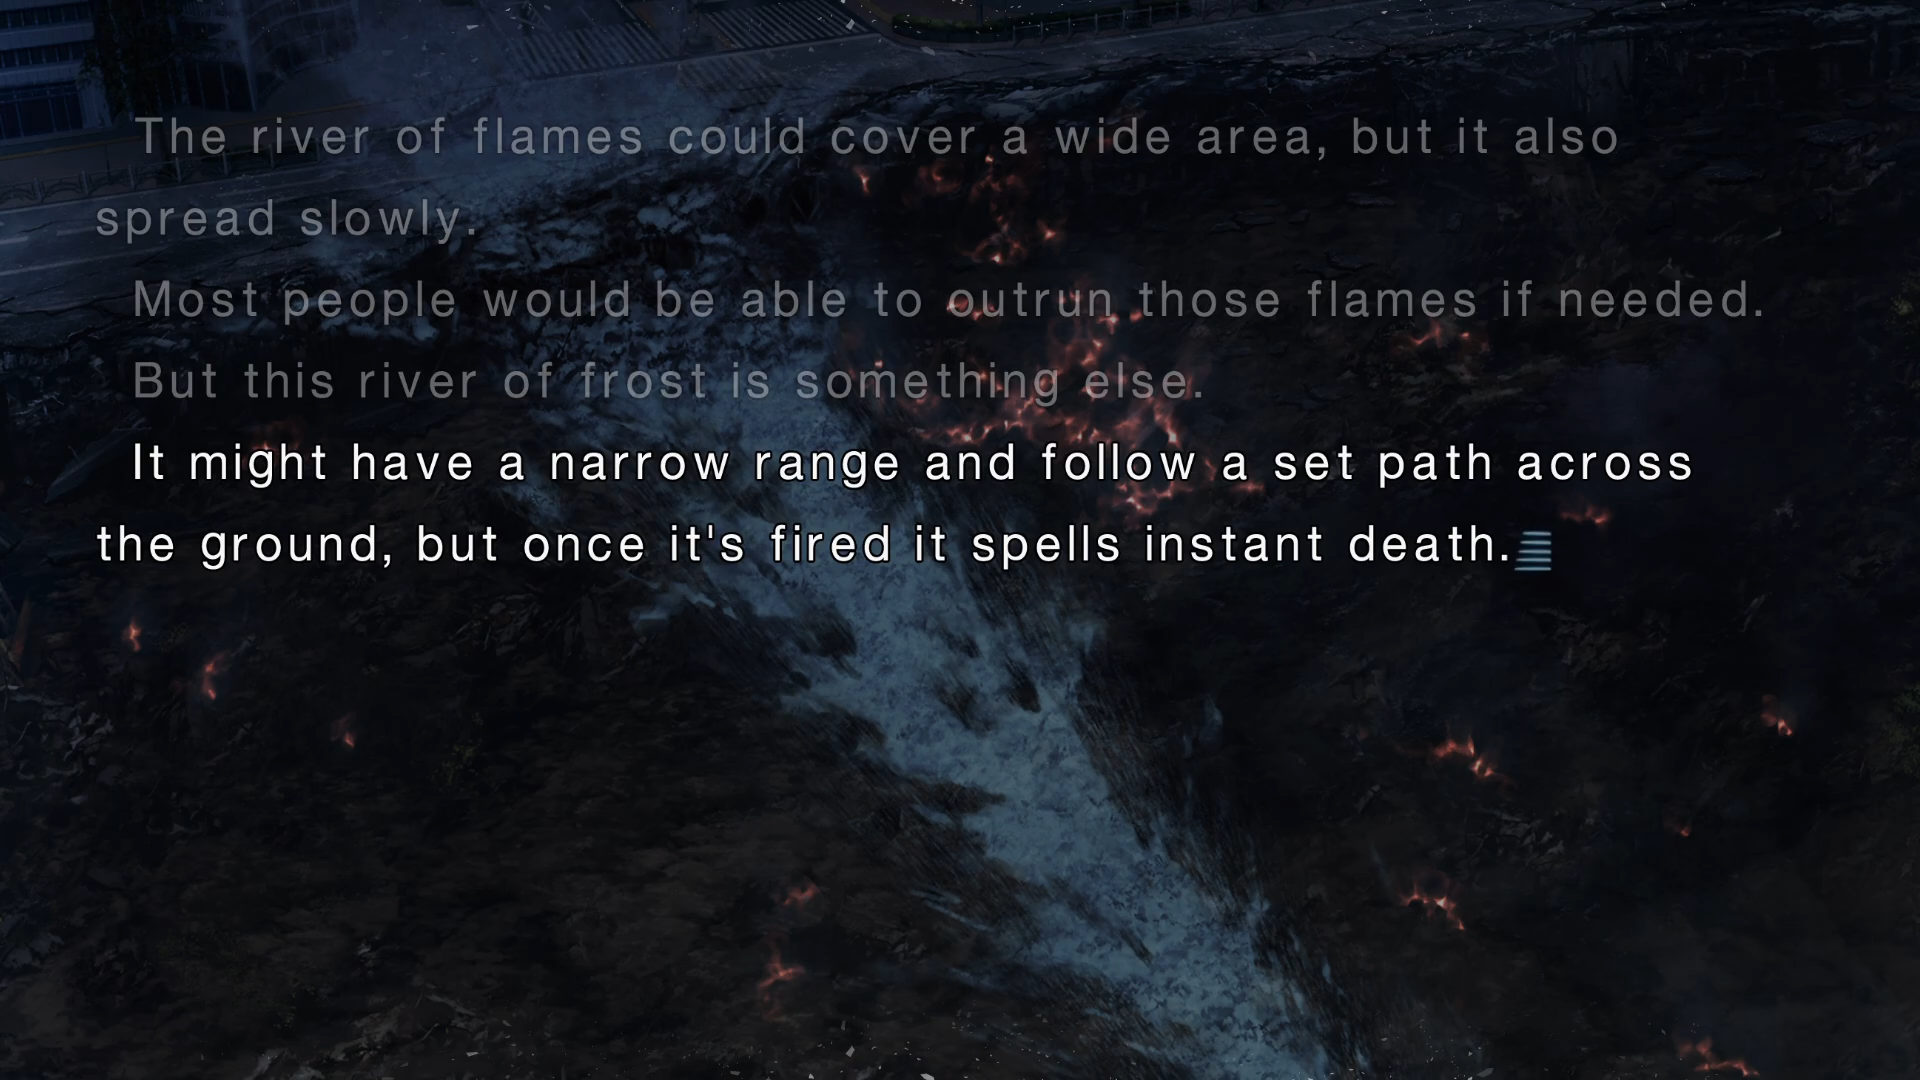 The river of flames could cover a wide area, but it also
spread slowly.
Most people would be able to outrun those flames if needed.
But this river of frost is something else.
It might have a narrow range and follow a set path across
the ground, but once it's fired it spells instant death.